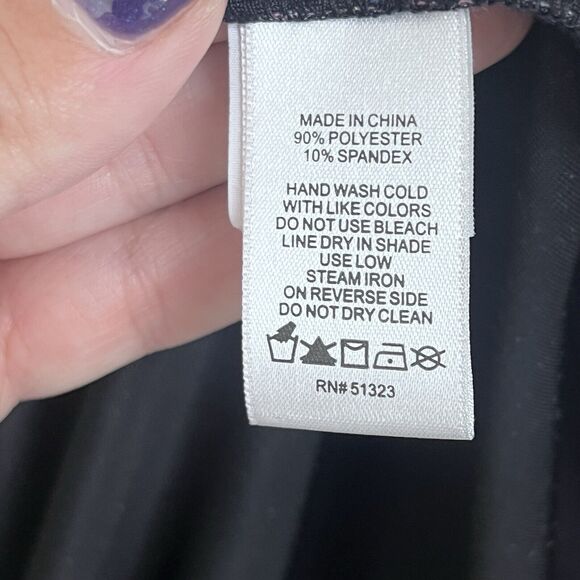 MADE IN CHINA
90% POLYESTER
10% SPANDEX
HAND WASH COLD
WITH LIKE COLORS
DO NOT USE BLEACH
LINE DRY IN SHADE
USE LOW
STEAM IRON
ON REVERSE SIDE
DO NOT DRY CLEAN
RN# 51323